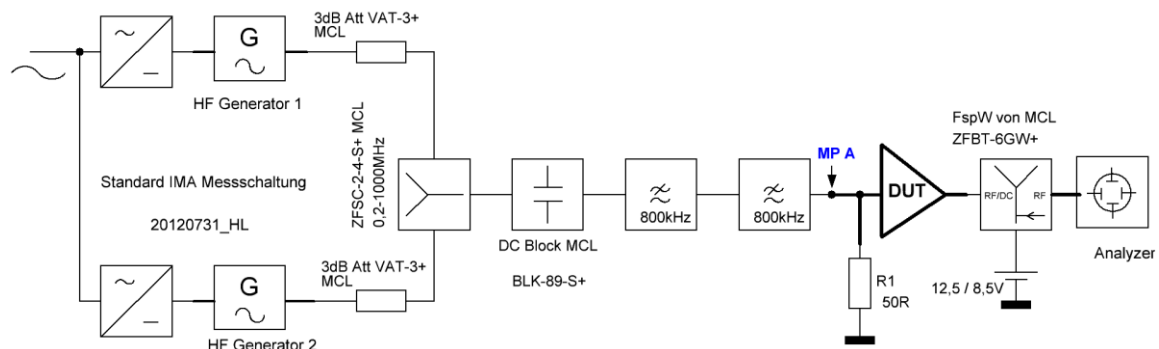 3dB Att VAT-3+
MCL
G
HF Generator 1
ZFSC-2-4-S+ MCL
0,2-1000MHz
Standard IMA Messschaltung
20120731_HL
3dB Att VAT-3+
MCL
G
HF Generator 2
DC Block MCL
BLK-89-S+
800kHz
800kHz
MP A
DUT
R1
50R
FspW von MCL
ZFBT-6GW+
RF/DC
RF
12,5 / 8,5V
Analyzer